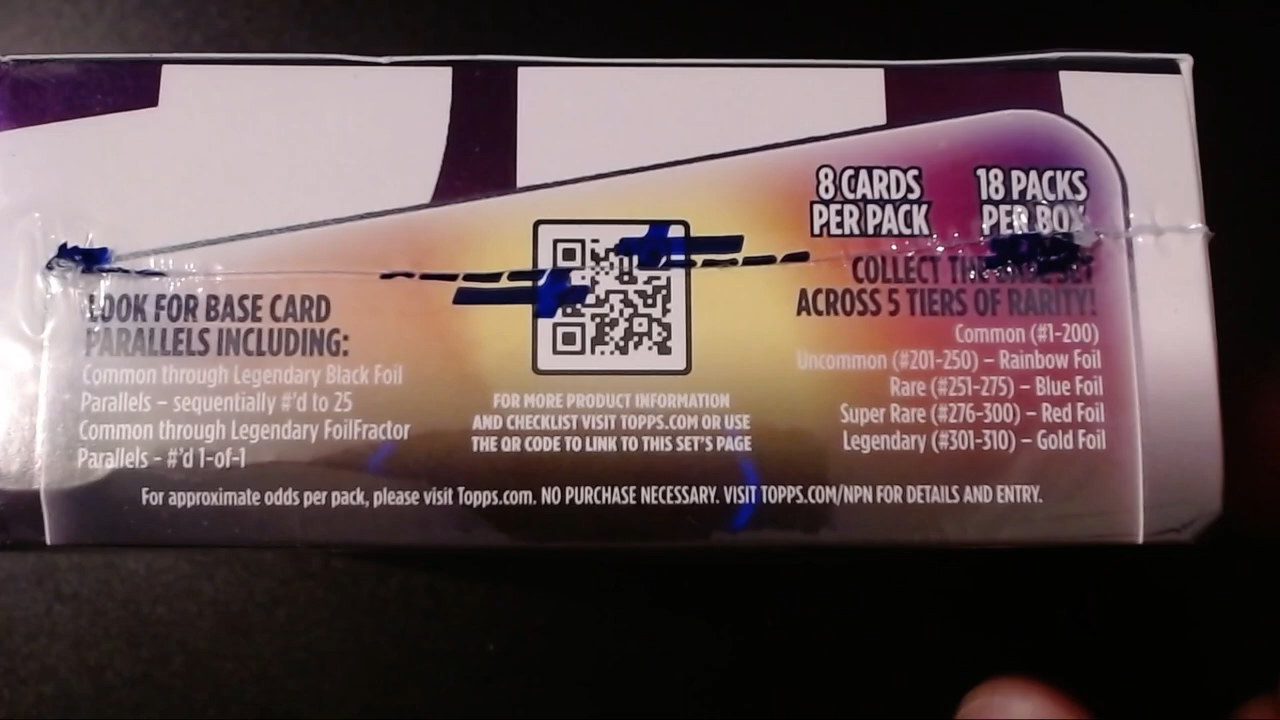 8 CARDS
PER PACK
18 PACKS
PER BOX
LOOK FOR BASE CARD
PARALLELS INCLUDING:
Common through Legendary Black Foil
Parallels – sequentially #'d to 25
Common through Legendary FoilFractor
Parallels - #'d 1-of-1
FOR MORE PRODUCT INFORMATION
AND CHECKLIST VISIT TOPPS.COM OR USE
THE QR CODE TO LINK TO THIS SET'S PAGE
COLLECT THE SET
ACROSS 5 TIERS OF RARITY!
Common (#1-200)
Uncommon (#201-250) – Rainbow Foil
Rare (#251-275) – Blue Foil
Super Rare (#276-300) – Red Foil
Legendary (#301-310) – Gold Foil
For approximate odds per pack, please visit Topps.com. NO PURCHASE NECESSARY. VISIT TOPPS.COM/NPN FOR DETAILS AND ENTRY.